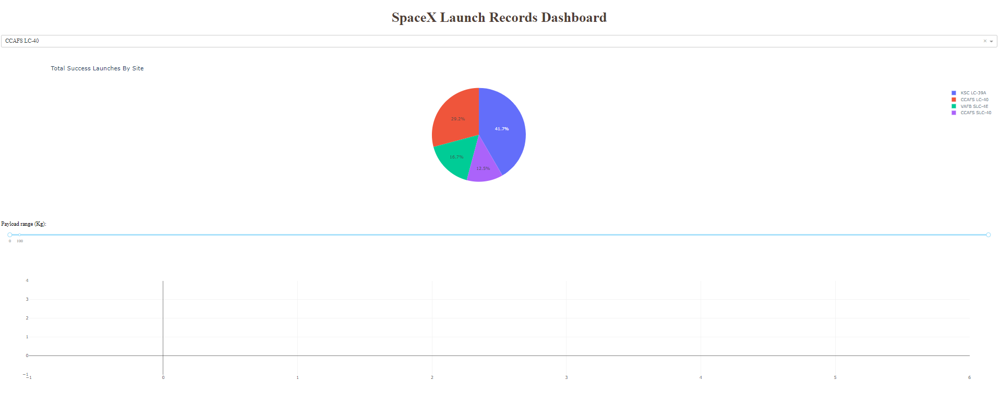 SpaceX Launch Records Dashboard
CCAFS LC-40
×
Total Success Launches By Site
KSC LC-39A
CCAFS LC-40
VAFB SLC-4E
CCAFS SLC-40
29.2%
41.7%
16.7%
12.5%
Payload range (Kg):
0 100
4
3
2
1
0
−1
−1 0 1 2 3 4 5 6